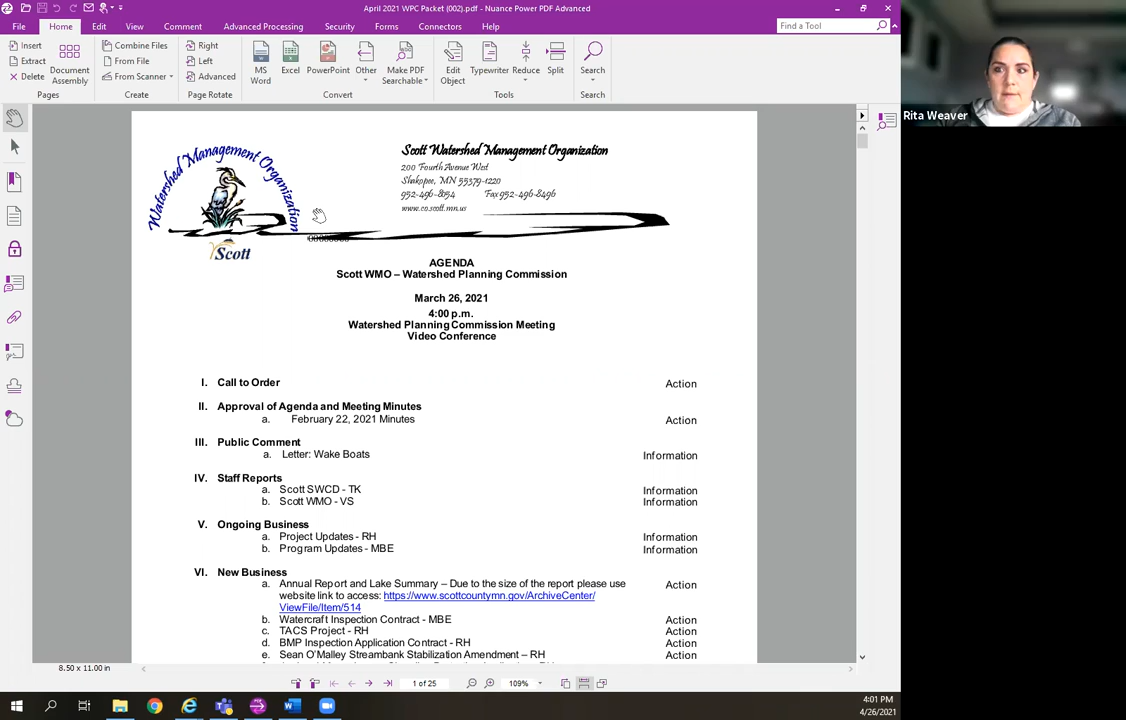 April 2021 WPC Packet (002).pdf - Nuance Power PDF Advanced
File Home Edit View Comment Advanced Processing Security Forms Connectors Help Find a Tool
Insert Combine Files Right
Extract From File Left
Delete Document Assembly From Scanner Advanced MS Word Excel PowerPoint Other Make PDF Searchable Edit Object Typewriter Reduce Split Search
Pages Create Page Rotate Convert Tools Search
Rita Weaver
Watershed Management Organization
Scott
Scott Watershed Management Organization
200 Fourth Avenue West
Shakopee, MN 55379-1220
952-496-8054 Fax 952-496-8496
www.co.scott.mn.us
AGENDA
Scott WMO – Watershed Planning Commission
March 26, 2021
4:00 p.m.
Watershed Planning Commission Meeting
Video Conference
I. Call to Order Action
II. Approval of Agenda and Meeting Minutes
a. February 22, 2021 Minutes Action
III. Public Comment
a. Letter: Wake Boats Information
IV. Staff Reports
a. Scott SWCD - TK Information
b. Scott WMO - VS Information
V. Ongoing Business
a. Project Updates - RH Information
b. Program Updates - MBE Information
VI. New Business
a. Annual Report and Lake Summary – Due to the size of the report please use Action
website link to access: https://www.scottcountymn.gov/ArchiveCenter/
ViewFile/Item/514
b. Watercraft Inspection Contract - MBE Action
c. TACS Project - RH Action
d. BMP Inspection Application Contract - RH Action
e. Sean O'Malley Streambank Stabilization Amendment – RH Action
8.50 x 11.00 in
1 of 25 109%
4:01 PM
4/26/2021